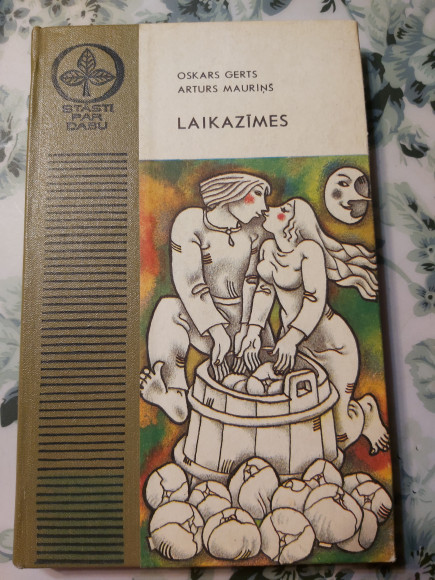 STĀSTI
PAR
DABU
OSKARS GERTS
ARTURS MAURIŅŠ
LAIKAZĪMES